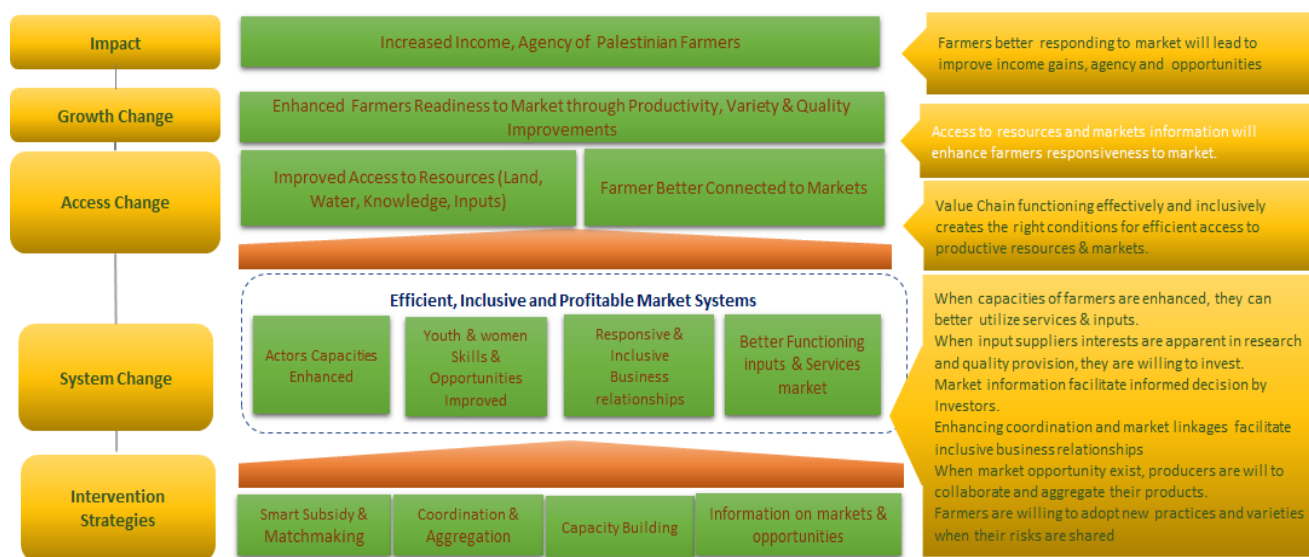 Impact
Increased Income, Agency of Palestinian Farmers
Farmers better responding to market will lead to
improve income gains, agency and opportunities
Growth Change
Enhanced Farmers Readiness to Market through Productivity, Variety & Quality
Improvements
Access to resources and markets information will
enhance farmers responsiveness to market.
Access Change
Improved Access to Resources (Land,
Water, Knowledge, Inputs)
Farmer Better Connected to Markets
Value Chain functioning effectively and inclusively
creates the right conditions for efficient access to
productive resources & markets.
System Change
Efficient, Inclusive and Profitable Market Systems
Actors Capacities
Enhanced
Youth & women
Skills &
Opportunities
Improved
Responsive &
Inclusive
Business
relationships
Better Functioning
inputs & Services
market
When capacities of farmers are enhanced, they can
better utilize services & inputs.
When input suppliers interests are apparent in research
and quality provision, they are willing to invest.
Market information facilitate informed decision by
Investors.
Enhancing coordination and market linkages facilitate
inclusive business relationships
When market opportunity exist, producers are will to
collaborate and aggregate their products.
Farmers are willing to adopt new practices and varieties
when their risks are shared
Intervention
Strategies
Smart Subsidy &
Matchmaking
Coordination &
Aggregation
Capacity Building
Information on markets &
opportunities